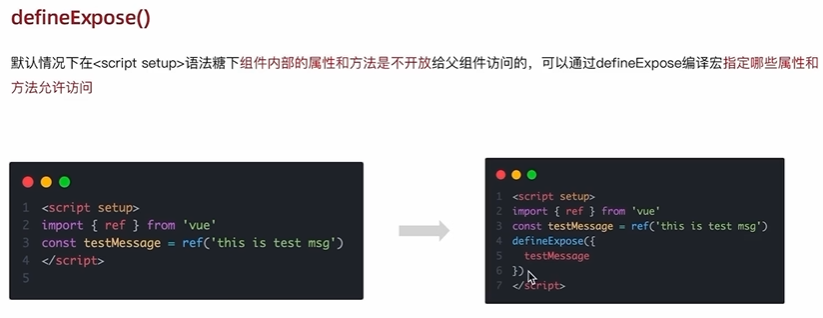 defineExpose()
默认情况下在<script setup>语法糖下组件内部的属性和方法是不开放给父组件访问的，可以通过defineExpose编译宏指定哪些属性和
方法允许访问
1 <script setup>
2 import { ref } from 'vue'
3 const testMessage = ref('this is test msg')
4 </script>
5
1 <script setup>
2 import { ref } from 'vue'
3 const testMessage = ref('this is test msg')
4 defineExpose({
5   testMessage
6 })
7 </script>